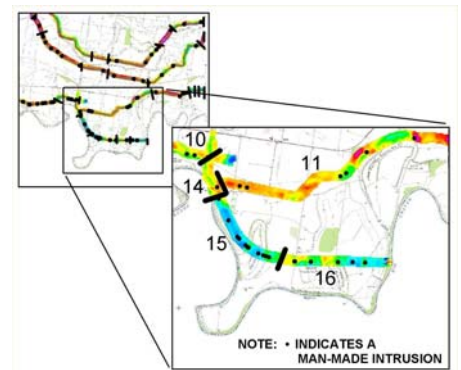 10
11
14
15
16
NOTE: • INDICATES A
MAN-MADE INTRUSION